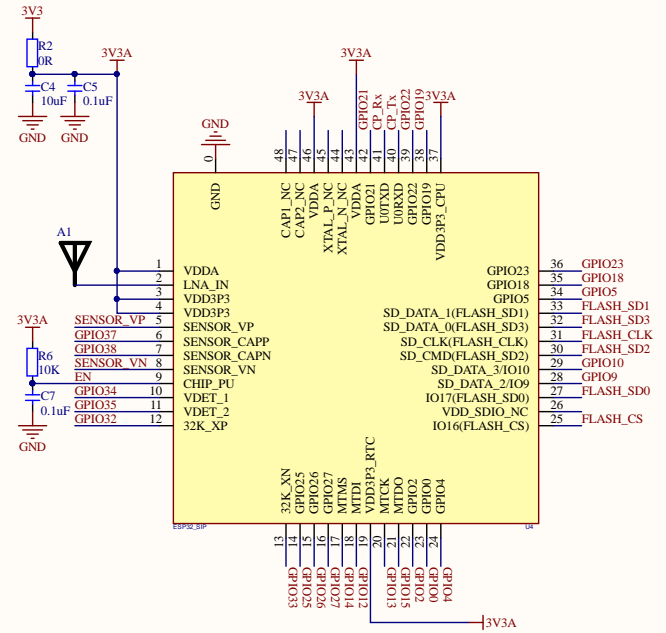 3V3
R2
0R
3V3A
C4
10uF
C5
0.1uF
GND
GND
3V3A
3V3A
3V3A
GPIO21
CP_Rx
CP_Tx
GPIO22
GPIO19
GND
0
48
47
46
45
44
43
42
41
40
39
38
37
GND
CAP1_NC
CAP2_NC
VDDA
XTAL_P_NC
XTAL_N_NC
VDDA
GPIO21
U0TXD
U0RXD
GPIO22
GPIO19
VDD3P3_CPU
A1
1 VDDA
2 LNA_IN
3 VDD3P3
4 VDD3P3
SENSOR_VP 5 SENSOR_VP
GPIO37 6 SENSOR_CAPP
GPIO38 7 SENSOR_CAPN
SENSOR_VN 8 SENSOR_VN
EN 9 CHIP_PU
GPIO34 10 VDET_1
GPIO35 11 VDET_2
GPIO32 12 32K_XP
3V3A
R6
10K
C7
0.1uF
GND
GPIO23 36 GPIO23
GPIO18 35 GPIO18
GPIO5 34 GPIO5
SD_DATA_1(FLASH_SD1) 33 FLASH_SD1
SD_DATA_0(FLASH_SD3) 32 FLASH_SD3
SD_CLK(FLASH_CLK) 31 FLASH_CLK
SD_CMD(FLASH_SD2) 30 FLASH_SD2
SD_DATA_3/IO10 29 GPIO10
SD_DATA_2/IO9 28 GPIO9
IO17(FLASH_SD0) 27 FLASH_SD0
VDD_SDIO_NC 26
IO16(FLASH_CS) 25 FLASH_CS
32K_XN
GPIO25
GPIO26
GPIO27
MTMS
MTDI
VDD3P3_RTC
MTCK
MTDO
GPIO2
GPIO0
GPIO4
ESP32_SIP
U4
13
14
15
16
17
18
19
20
21
22
23
24
GPIO33
GPIO25
GPIO26
GPIO27
GPIO14
GPIO12
GPIO13
GPIO15
GPIO2
GPIO0
GPIO4
3V3A